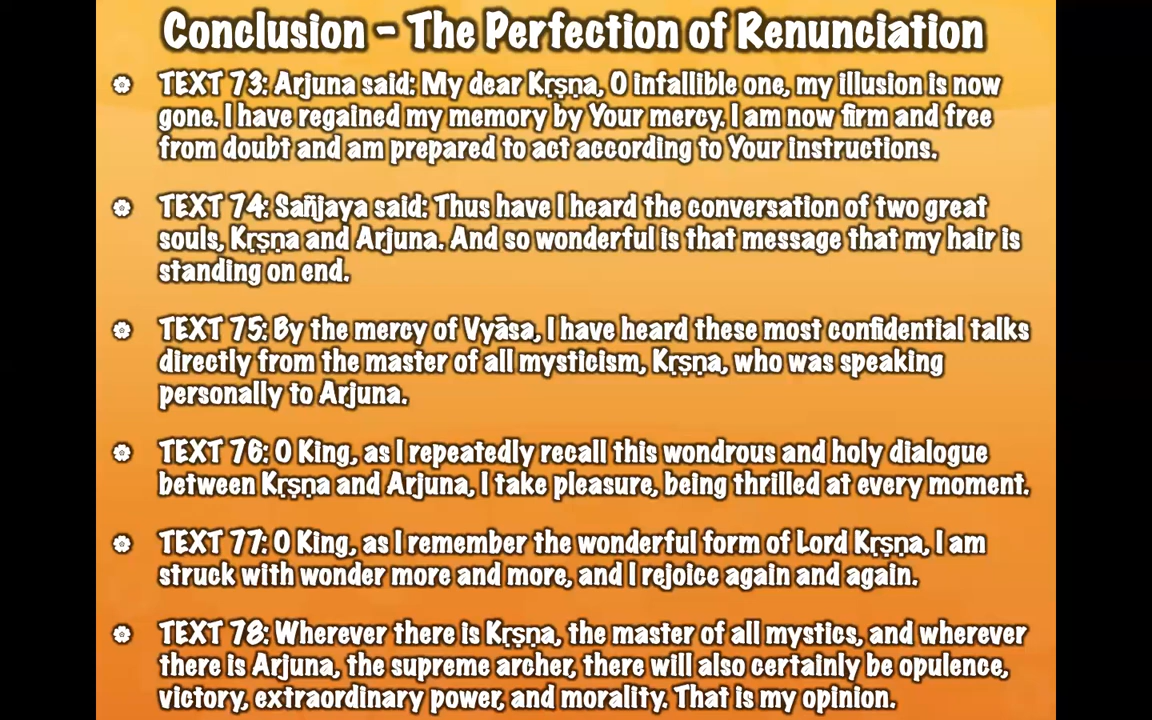 Conclusion - The Perfection of Renunciation
TEXT 73: Arjuna said: My dear Kṛṣṇa, O infallible one, my illusion is now
gone. I have regained my memory by Your mercy. I am now firm and free
from doubt and am prepared to act according to Your instructions.
TEXT 74: Sañjaya said: Thus have I heard the conversation of two great
souls, Kṛṣṇa and Arjuna. And so wonderful is that message that my hair is
standing on end.
TEXT 75: By the mercy of Vyāsa, I have heard these most confidential talks
directly from the master of all mysticism, Kṛṣṇa, who was speaking
personally to Arjuna.
TEXT 76: O King, as I repeatedly recall this wondrous and holy dialogue
between Kṛṣṇa and Arjuna, I take pleasure, being thrilled at every moment.
TEXT 77: O King, as I remember the wonderful form of Lord Kṛṣṇa, I am
struck with wonder more and more, and I rejoice again and again.
TEXT 78: Wherever there is Kṛṣṇa, the master of all mystics, and wherever
there is Arjuna, the supreme archer, there will also certainly be opulence,
victory, extraordinary power, and morality. That is my opinion.